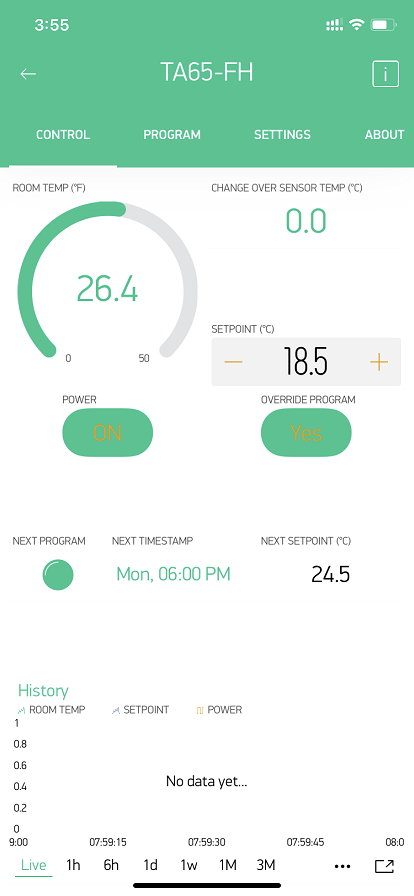 3:55
TA65-FH
i
CONTROL PROGRAM SETTINGS ABOUT
ROOM TEMP (°F) CHANGE OVER SENSOR TEMP (°C)
0.0
26.4
0 50
SETPOINT (°C)
− 18.5 +
POWER OVERRIDE PROGRAM
ON Yes
NEXT PROGRAM NEXT TIMESTAMP NEXT SETPOINT (°C)
Mon, 06:00 PM 24.5
History
ROOM TEMP SETPOINT POWER
1
0.8
0.6
No data yet...
0.4
0.2
0
9:00 07:59:15 07:59:30 07:59:45 08:0
Live 1h 6h 1d 1w 1M 3M •••